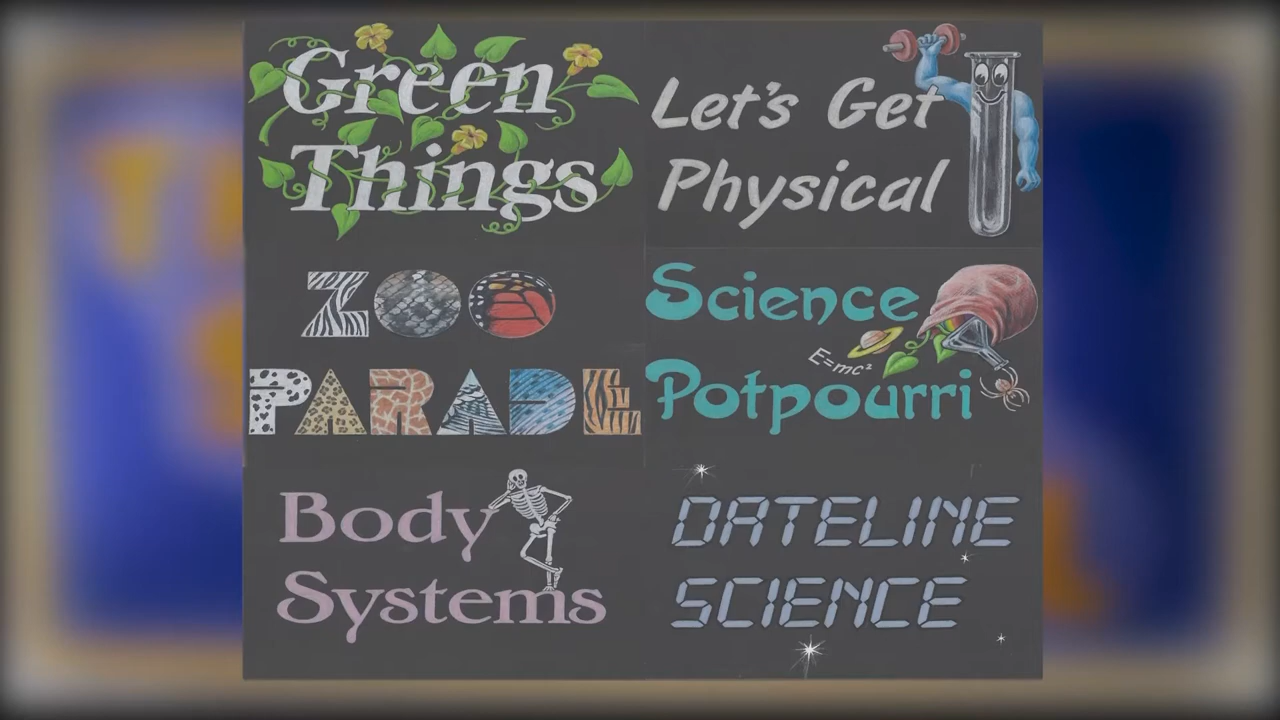 Green
Things
Let's Get
Physical
ZOO
PARADE
Science
E=mc²
Potpourri
Body
Systems
DATELINE
SCIENCE